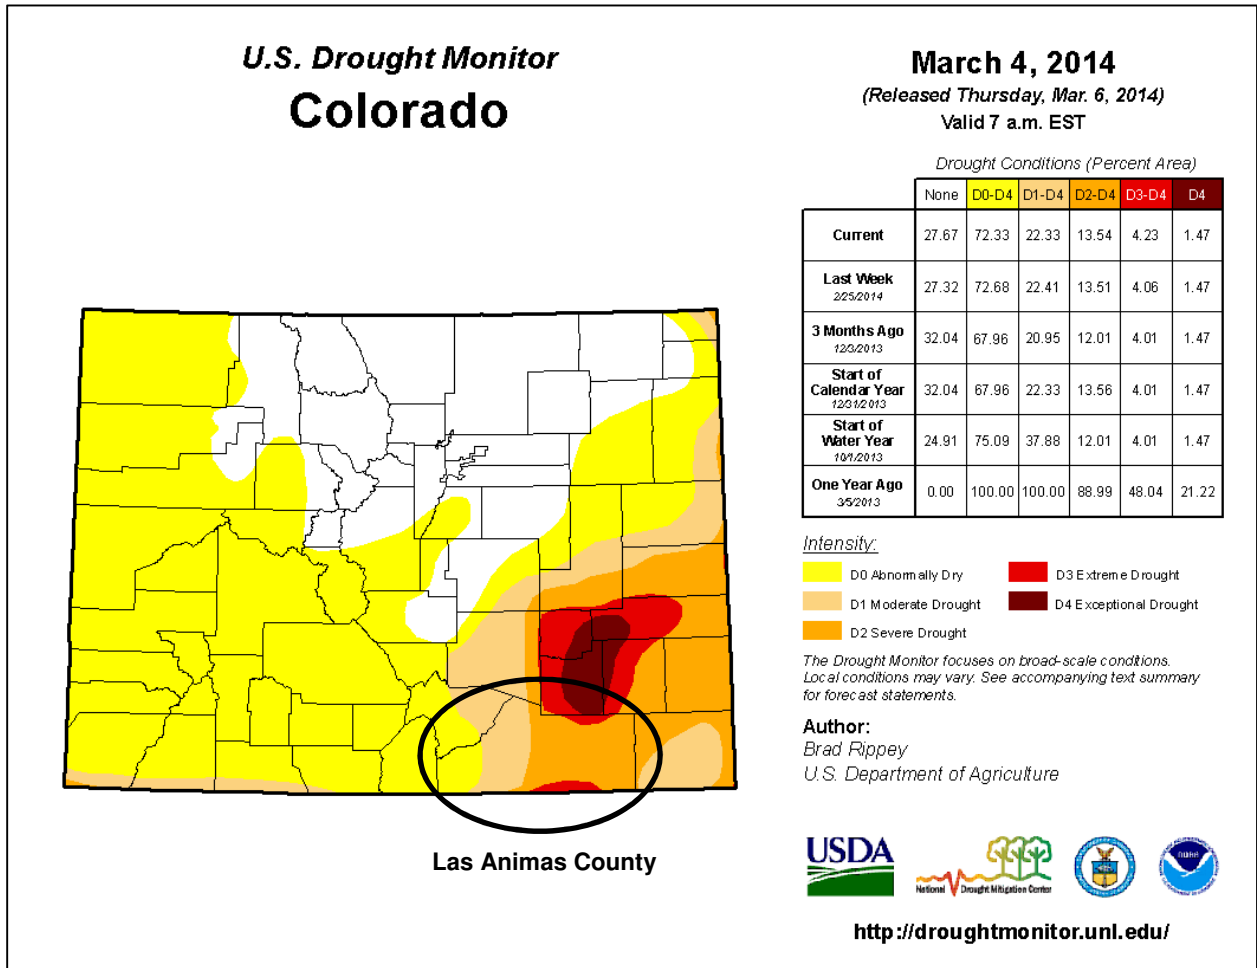 U.S. Drought Monitor
Colorado
March 4, 2014
(Released Thursday, Mar. 6, 2014)
Valid 7 a.m. EST
Drought Conditions (Percent Area)
None D0-D4 D1-D4 D2-D4 D3-D4 D4
Current 27.67 72.33 22.33 13.54 4.23 1.47
Last Week 27.32 72.68 22.41 13.51 4.06 1.47
2/25/2014
3 Months Ago 32.04 67.96 20.95 12.01 4.01 1.47
12/3/2013
Start of
Calendar Year 32.04 67.96 22.33 13.56 4.01 1.47
12/31/2013
Start of
Water Year 24.91 75.09 37.88 12.01 4.01 1.47
10/1/2013
One Year Ago 0.00 100.00 100.00 88.99 48.04 21.22
3/5/2013
Intensity:
D0 Abnormally Dry
D3 Extreme Drought
D1 Moderate Drought
D4 Exceptional Drought
D2 Severe Drought
The Drought Monitor focuses on broad-scale conditions.
Local conditions may vary. See accompanying text summary
for forecast statements.
Author:
Brad Rippey
U.S. Department of Agriculture
Las Animas County
USDA
National Drought Mitigation Center
NOAA
http://droughtmonitor.unl.edu/